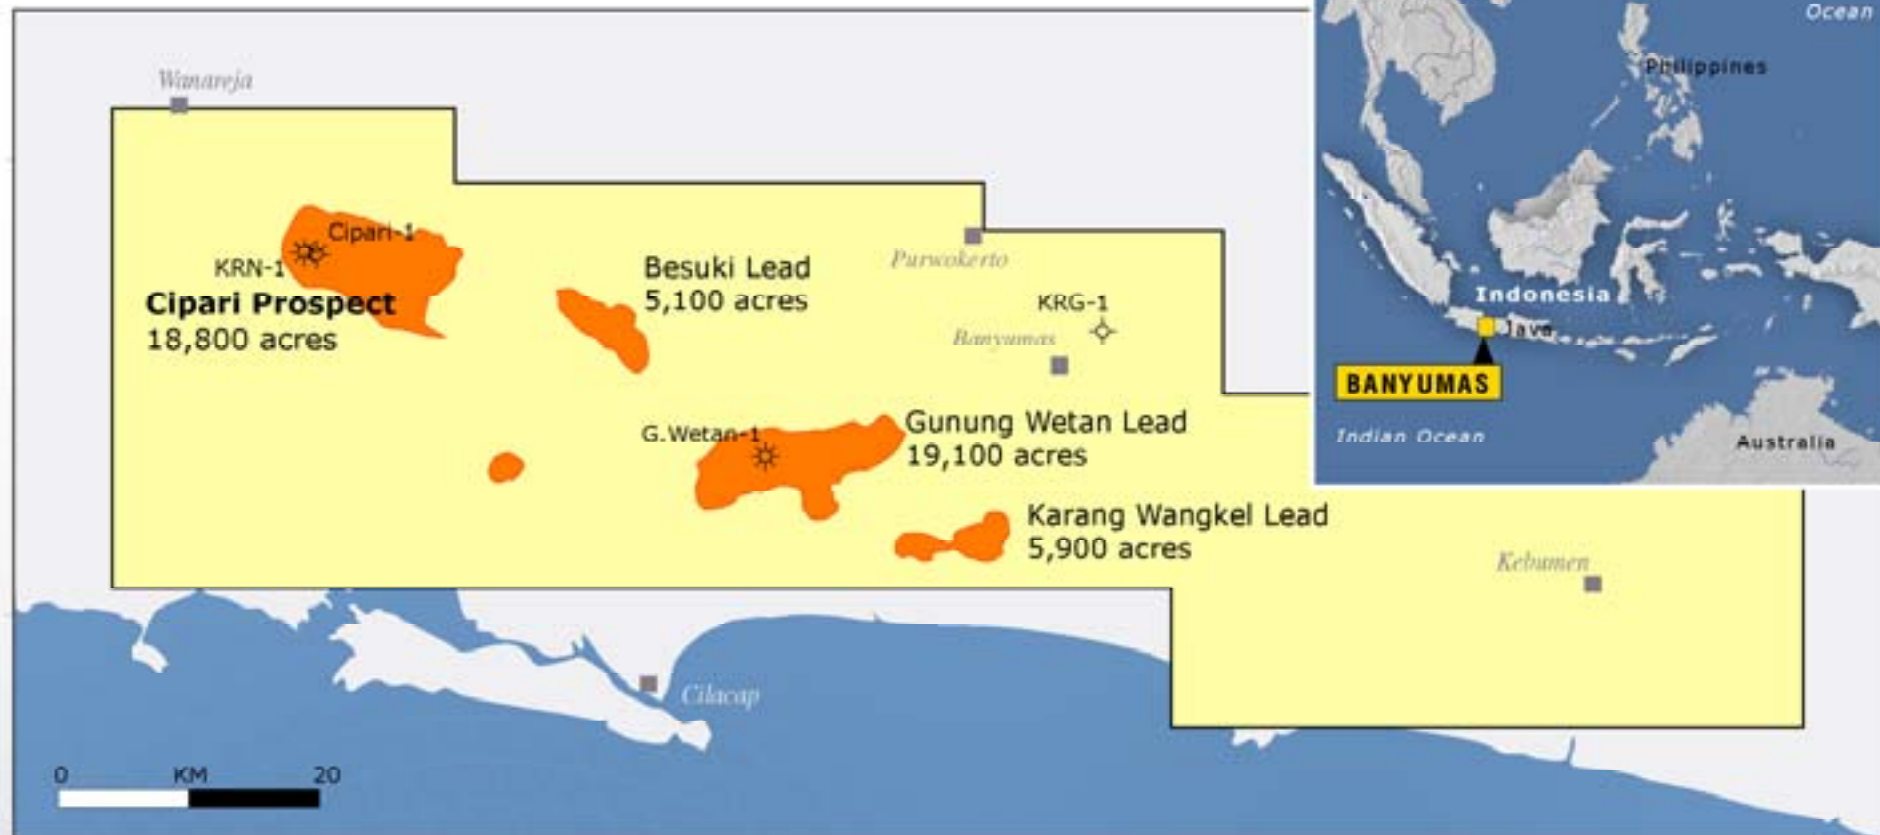 Wanareja
Cipari-1
KRN-1
Cipari Prospect
18,800 acres
Besuki Lead
5,100 acres
Purwokerto
KRG-1
Banyumas
G.Wetan-1
Gunung Wetan Lead
19,100 acres
Karang Wangkel Lead
5,900 acres
Kebumen
Cilacap
0 KM 20
Ocean
Philippines
Indonesia
Java
BANYUMAS
Indian Ocean
Australia